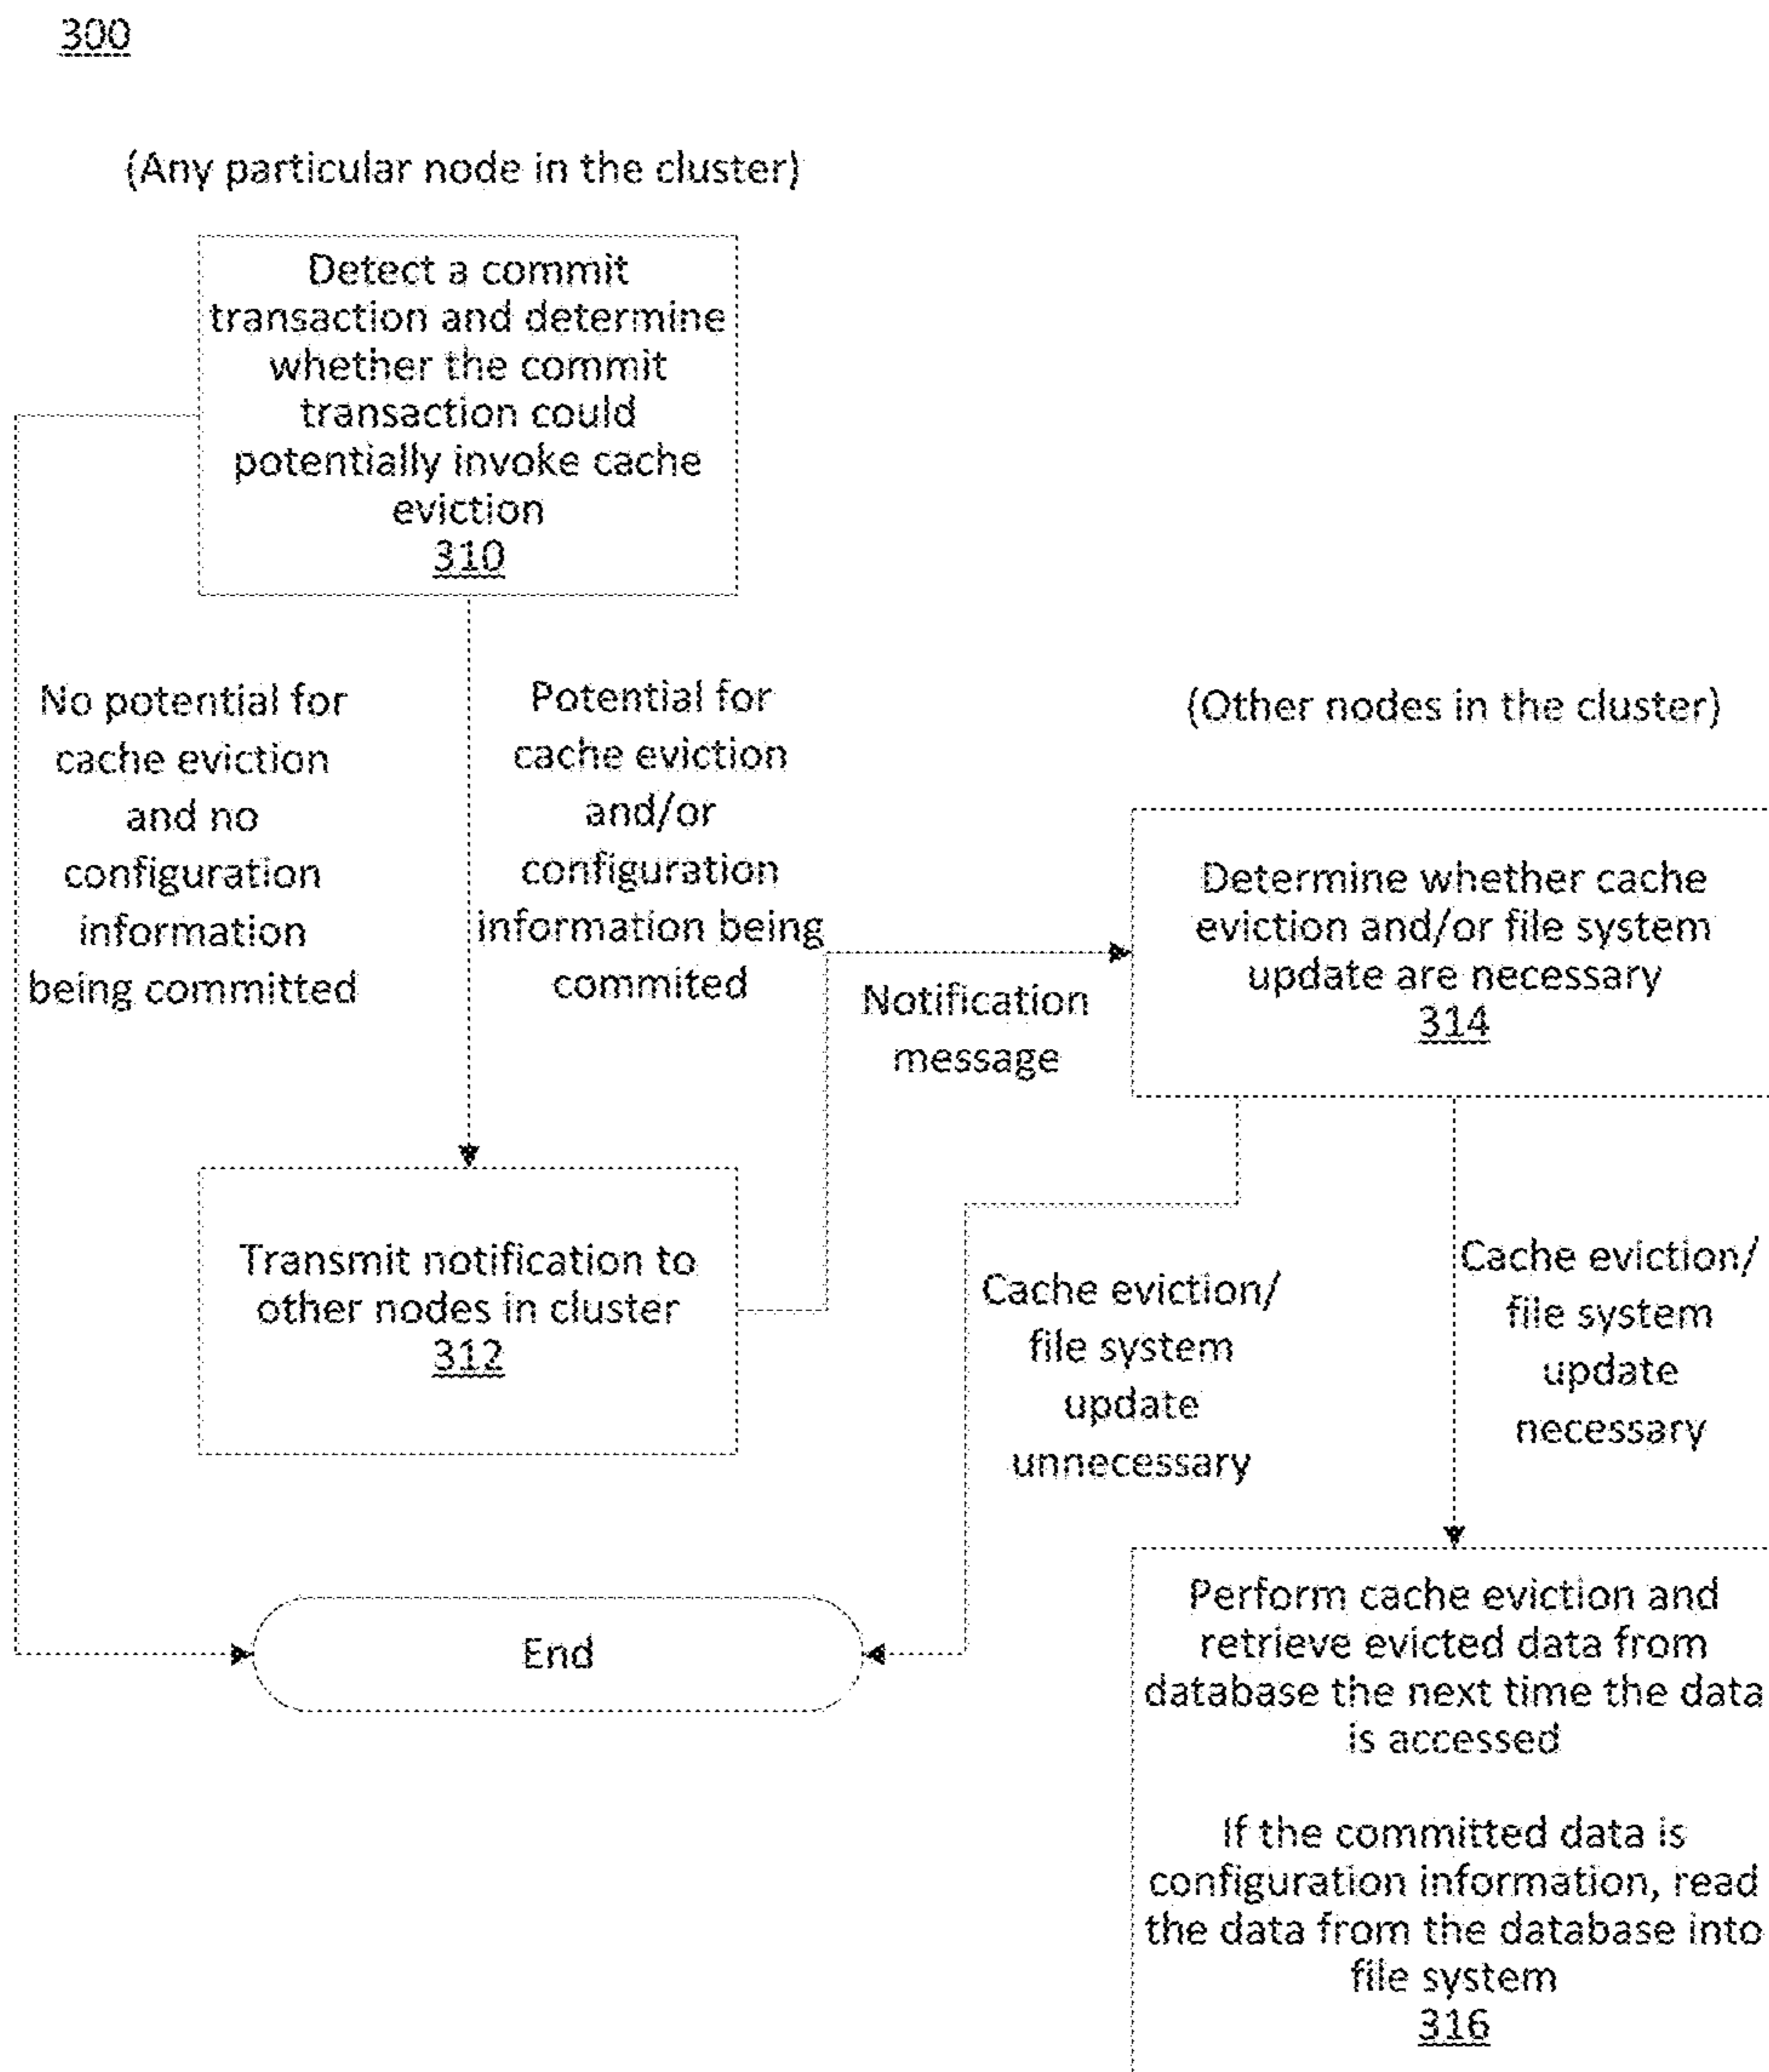 300
(Any particular node in the cluster)
Detect a commit
transaction and determine
whether the commit
transaction could
potentially invoke cache
eviction
310
No potential for
cache eviction
and no
configuration
information
being committed
Potential for
cache eviction
and/or
configuration
information being
commited
(Other nodes in the cluster)
Determine whether cache
eviction and/or file system
update are necessary
314
Notification
message
Transmit notification to
other nodes in cluster
312
Cache eviction/
file system
update
unnecessary
Cache eviction/
file system
update
necessary
End
Perform cache eviction and
retrieve evicted data from
database the next time the data
is accessed
If the committed data is
configuration information, read
the data from the database into
file system
316